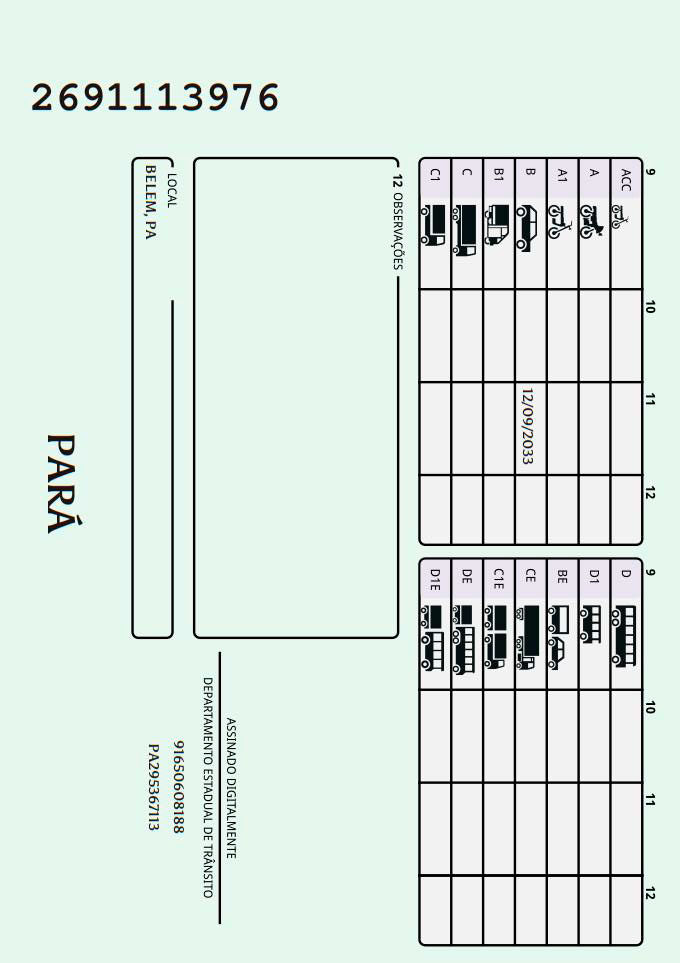 2691113976
9 10 11 12
ACC
A
A1
B 12/09/2033
B1
C
C1
9 10 11 12
D
D1
BE
CE
C1E
DE
D1E
12 OBSERVAÇÕES
LOCAL
BELEM, PA
ASSINADO DIGITALMENTE
DEPARTAMENTO ESTADUAL DE TRÂNSITO
91650608188
PA295367113
PARÁ